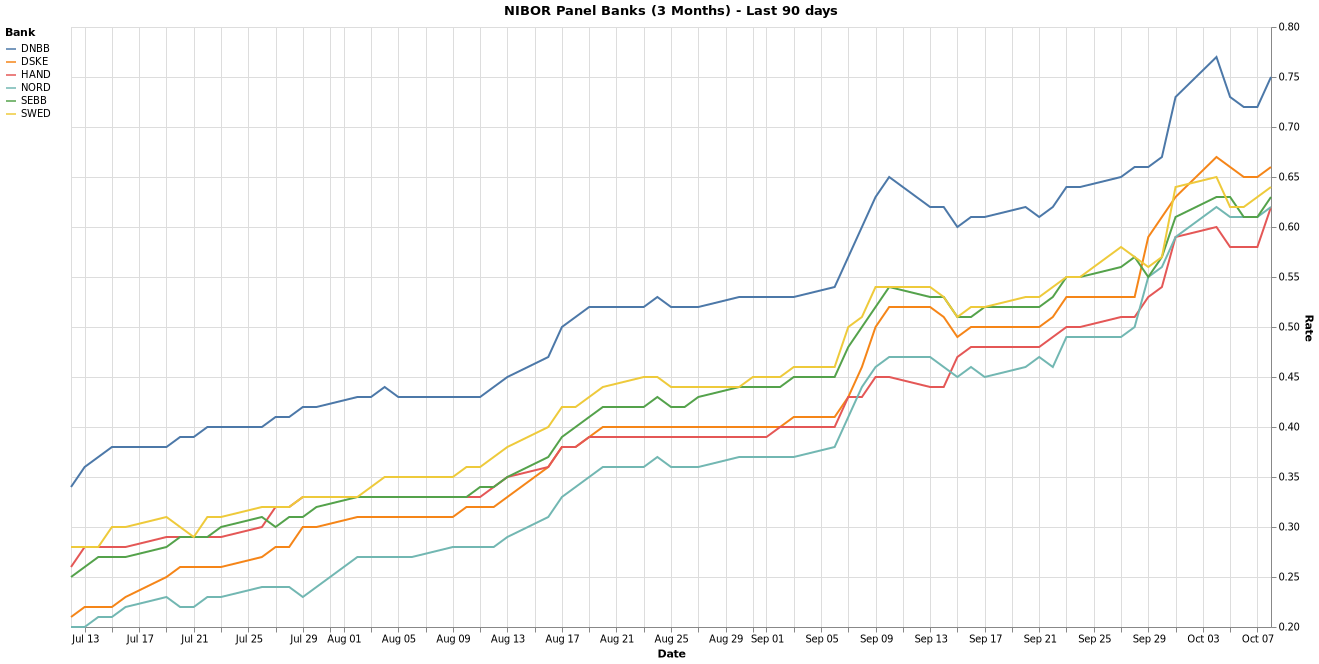 NIBOR Panel Banks (3 Months) - Last 90 days
Bank
DNBB
DSKE
HAND
NORD
SEBB
SWED
0.80
0.75
0.70
0.65
0.60
0.55
0.50
0.45
0.40
0.35
0.30
0.25
0.20
Rate
Jul 13 Jul 17 Jul 21 Jul 25 Jul 29 Aug 01 Aug 05 Aug 09 Aug 13 Aug 17 Aug 21 Aug 25 Aug 29 Sep 01 Sep 05 Sep 09 Sep 13 Sep 17 Sep 21 Sep 25 Sep 29 Oct 03 Oct 07
Date